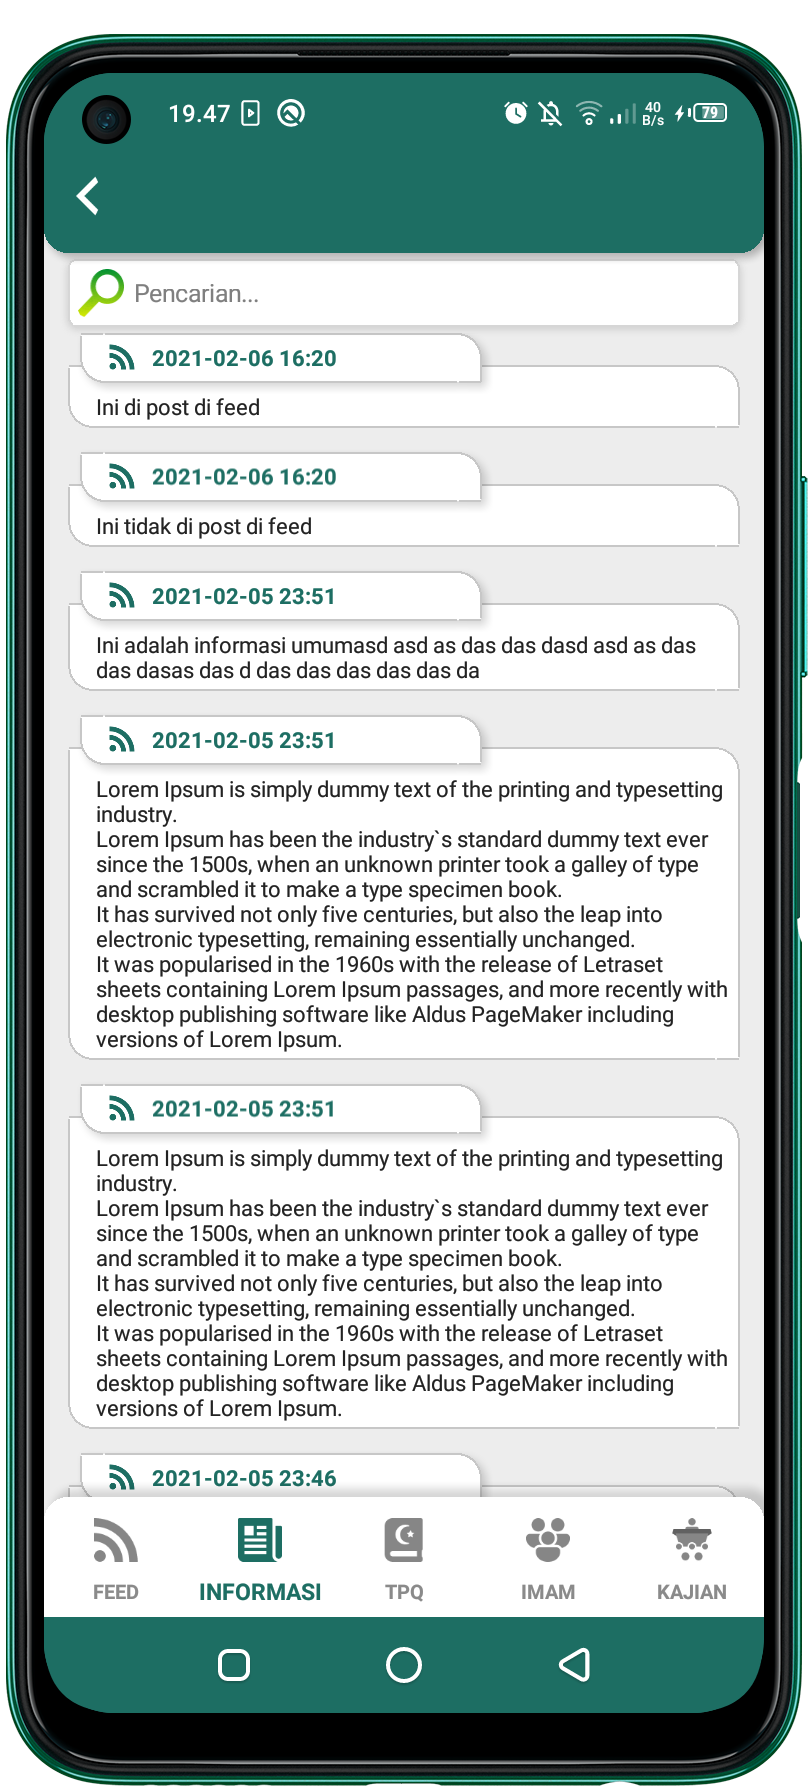 19.47
40
B/s
79
Pencarian...
2021-02-06 16:20
Ini di post di feed
2021-02-06 16:20
Ini tidak di post di feed
2021-02-05 23:51
Ini adalah informasi umumasd asd as das das dasd asd as das
das dasas das d das das das das das da
2021-02-05 23:51
Lorem Ipsum is simply dummy text of the printing and typesetting
industry.
Lorem Ipsum has been the industry`s standard dummy text ever
since the 1500s, when an unknown printer took a galley of type
and scrambled it to make a type specimen book.
It has survived not only five centuries, but also the leap into
electronic typesetting, remaining essentially unchanged.
It was popularised in the 1960s with the release of Letraset
sheets containing Lorem Ipsum passages, and more recently with
desktop publishing software like Aldus PageMaker including
versions of Lorem Ipsum.
2021-02-05 23:51
Lorem Ipsum is simply dummy text of the printing and typesetting
industry.
Lorem Ipsum has been the industry`s standard dummy text ever
since the 1500s, when an unknown printer took a galley of type
and scrambled it to make a type specimen book.
It has survived not only five centuries, but also the leap into
electronic typesetting, remaining essentially unchanged.
It was popularised in the 1960s with the release of Letraset
sheets containing Lorem Ipsum passages, and more recently with
desktop publishing software like Aldus PageMaker including
versions of Lorem Ipsum.
2021-02-05 23:46
FEED INFORMASI TPQ IMAM KAJIAN